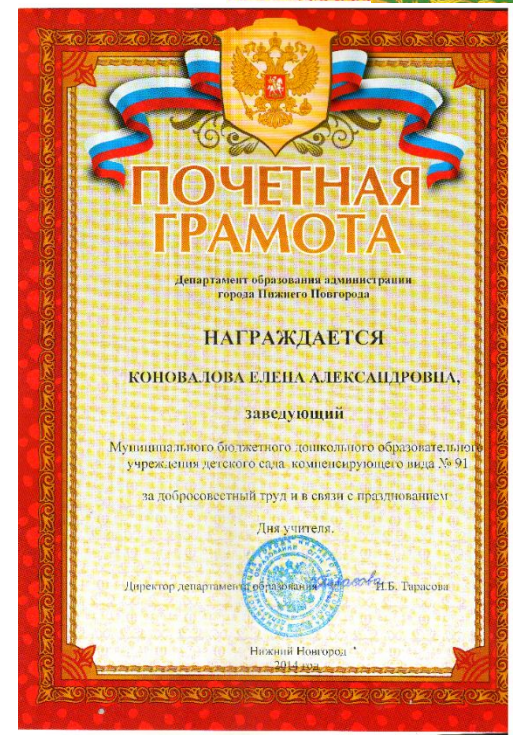 ПОЧЕТНАЯ
ГРАМОТА
Департамент образования администрации
города Нижнего Новгорода
НАГРАЖДАЕТСЯ
КОНОВАЛОВА ЕЛЕНА АЛЕКСАНДРОВНА,
заведующий
Муниципального бюджетного дошкольного образовательного
учреждения детского сада компенсирующего вида № 91
за добросовестный труд и в связи с празднованием
Дня учителя.
Директор департамента образования Тарасова
Нижний Новгород
2014 год